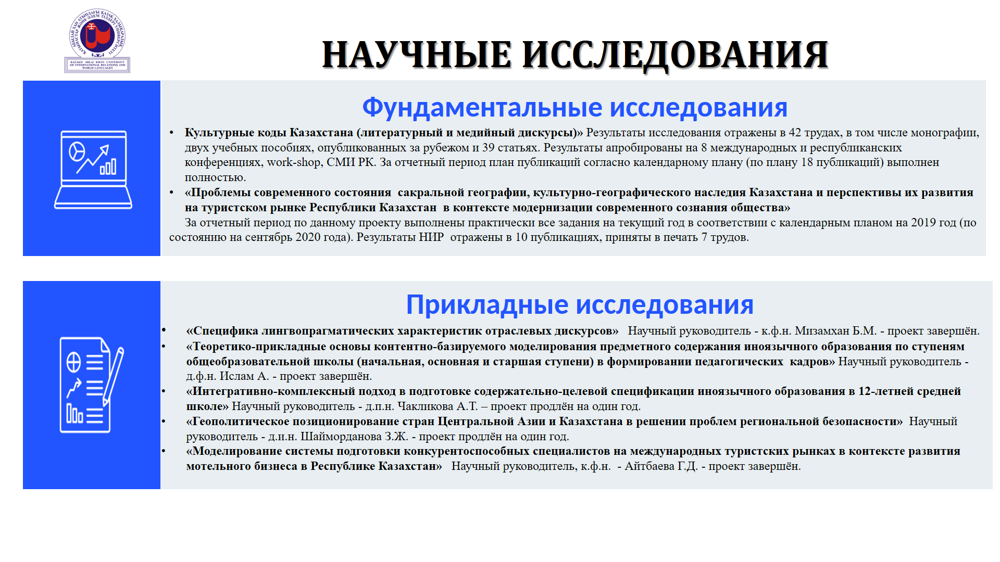 АБЫЛАЙ ХАН АТЫНДАҒЫ ҚАЗАҚ ХАЛЫҚАРАЛЫҚ
ҚАТЫНАСТАР ЖӘНЕ ӘЛЕМ ТІЛДЕРІ УНИВЕРСИТЕТІ
KAZAKH ABLAI KHAN UNIVERSITY
OF INTERNATIONAL RELATIONS AND
WORLD LANGUAGES
НАУЧНЫЕ ИССЛЕДОВАНИЯ
Фундаментальные исследования
• Культурные коды Казахстана (литературный и медийный дискурсы)» Результаты исследования отражены в 42 трудах, в том числе монографии,
двух учебных пособиях, опубликованных за рубежом и 39 статьях. Результаты апробированы на 8 международных и республиканских
конференциях, work-shop, СМИ РК. За отчетный период план публикаций согласно календарному плану (по плану 18 публикаций) выполнен
полностью.
• «Проблемы современного состояния  сакральной географии, культурно-географического наследия Казахстана и перспективы их развития
на туристском рынке Республики Казахстан  в контексте модернизации современного сознания общества»
За отчетный период по данному проекту выполнены практически все задания на текущий год в соответствии с календарным планом на 2019 год (по
состоянию на сентябрь 2020 года). Результаты НИР  отражены в 10 публикациях, приняты в печать 7 трудов.
Прикладные исследования
• «Специфика лингвопрагматических характеристик отраслевых дискурсов»   Научный руководитель - к.ф.н. Мизамхан Б.М. - проект завершён.
• «Теоретико-прикладные основы контентно-базируемого моделирования предметного содержания иноязычного образования по ступеням
общеобразовательной школы (начальная, основная и старшая ступени) в формировании педагогических  кадров» Научный руководитель -
д.ф.н. Ислам А. - проект завершён.
• «Интегративно-комплексный подход в подготовке содержательно-целевой спецификации иноязычного образования в 12-летней средней
школе» Научный руководитель - д.п.н. Чакликова А.Т. – проект продлён на один год.
• «Геополитическое позиционирование стран Центральной Азии и Казахстана в решении проблем региональной безопасности»  Научный
руководитель - д.и.н. Шайморданова З.Ж. - проект продлён на один год.
• «Моделирование системы подготовки конкурентоспособных специалистов на международных туристских рынках в контексте развития
мотельного бизнеса в Республике Казахстан»   Научный руководитель, к.ф.н.  - Айтбаева Г.Д. - проект завершён.